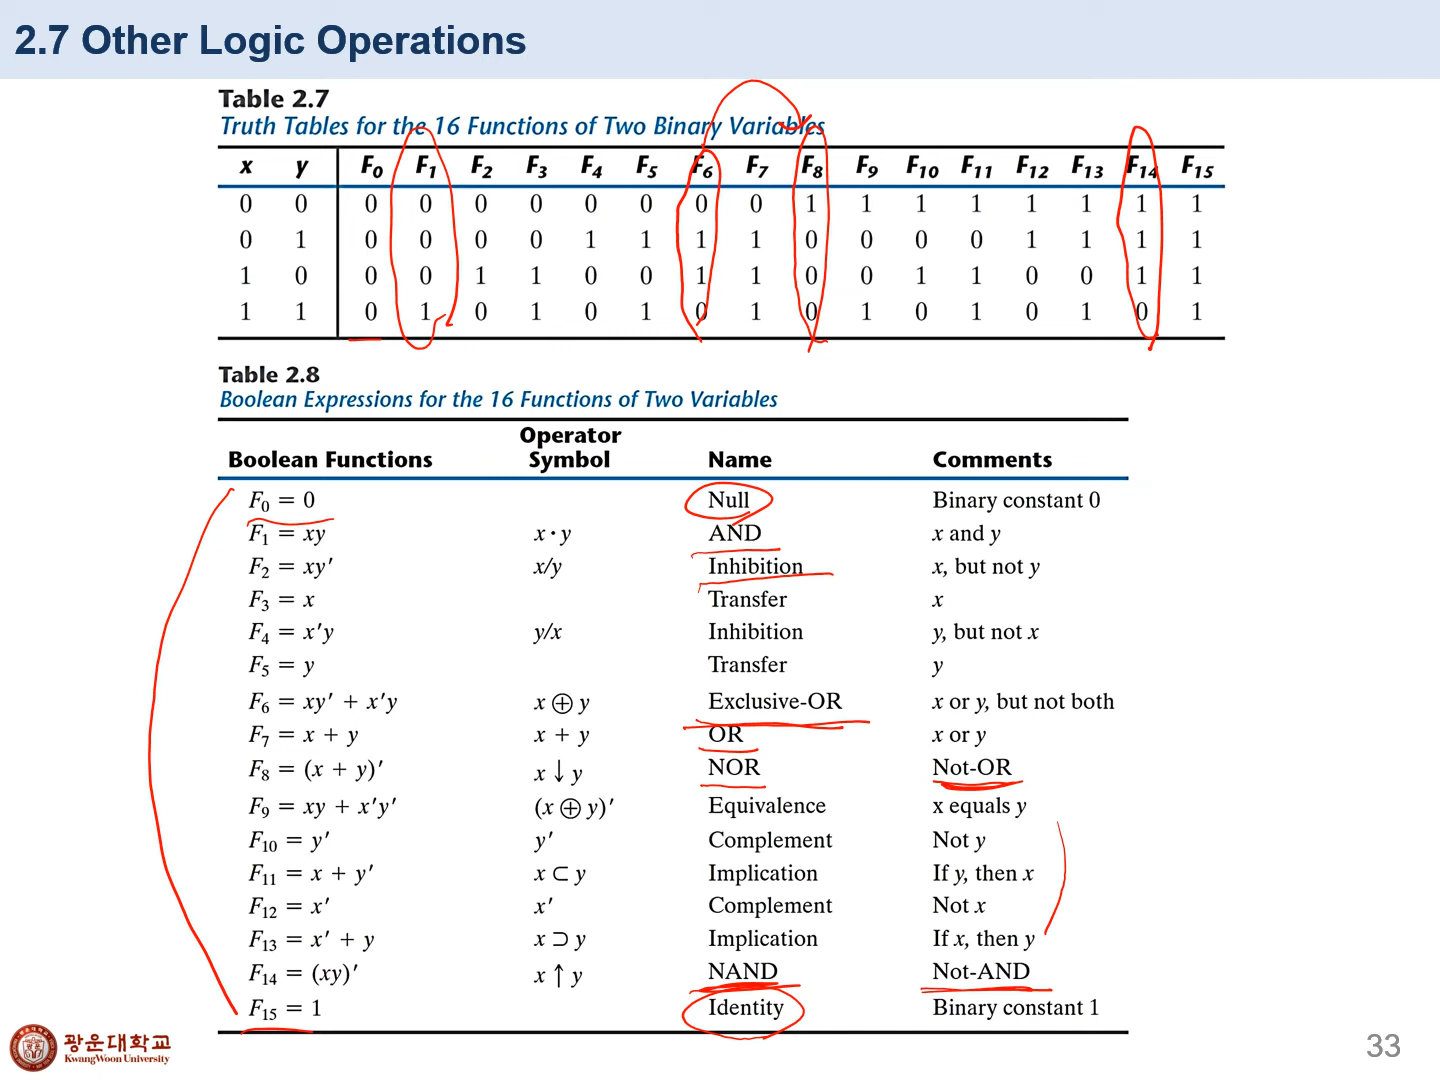 2.7 Other Logic Operations
Table 2.7
Truth Tables for the 16 Functions of Two Binary Variables
x y F₀ F₁ F₂ F₃ F₄ F₅ F₆ F₇ F₈ F₉ F₁₀ F₁₁ F₁₂ F₁₃ F₁₄ F₁₅
0 0 0 0 0 0 0 0 0 0 1 1 1 1 1 1 1 1
0 1 0 0 0 0 1 1 1 1 0 0 0 0 1 1 1 1
1 0 0 0 1 1 0 0 1 1 0 0 1 1 0 0 1 1
1 1 0 1 0 1 0 1 0 1 0 1 0 1 0 1 0 1
Table 2.8
Boolean Expressions for the 16 Functions of Two Variables
Boolean Functions Operator Symbol Name Comments
F₀ = 0 Null Binary constant 0
F₁ = xy x · y AND x and y
F₂ = xy′ x/y Inhibition x, but not y
F₃ = x Transfer x
F₄ = x′y y/x Inhibition y, but not x
F₅ = y Transfer y
F₆ = xy′ + x′y x ⊕ y Exclusive-OR x or y, but not both
F₇ = x + y x + y OR x or y
F₈ = (x + y)′ x ↓ y NOR Not-OR
F₉ = xy + x′y′ (x ⊕ y)′ Equivalence x equals y
F₁₀ = y′ y′ Complement Not y
F₁₁ = x + y′ x ⊂ y Implication If y, then x
F₁₂ = x′ x′ Complement Not x
F₁₃ = x′ + y x ⊃ y Implication If x, then y
F₁₄ = (xy)′ x ↑ y NAND Not-AND
F₁₅ = 1 Identity Binary constant 1
광운대학교
KwangWoon University
33